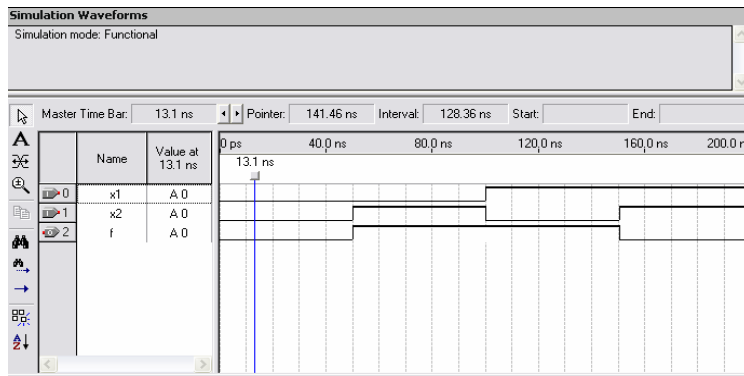 Simulation Waveforms
Simulation mode: Functional
Master Time Bar: 13.1 ns Pointer: 141.46 ns Interval: 128.36 ns Start: End:
Name Value at 13.1 ns 0 ps 40.0 ns 80.0 ns 120.0 ns 160.0 ns 200.0 n
13.1 ns
0 x1 A 0
1 x2 A 0
2 f A 0